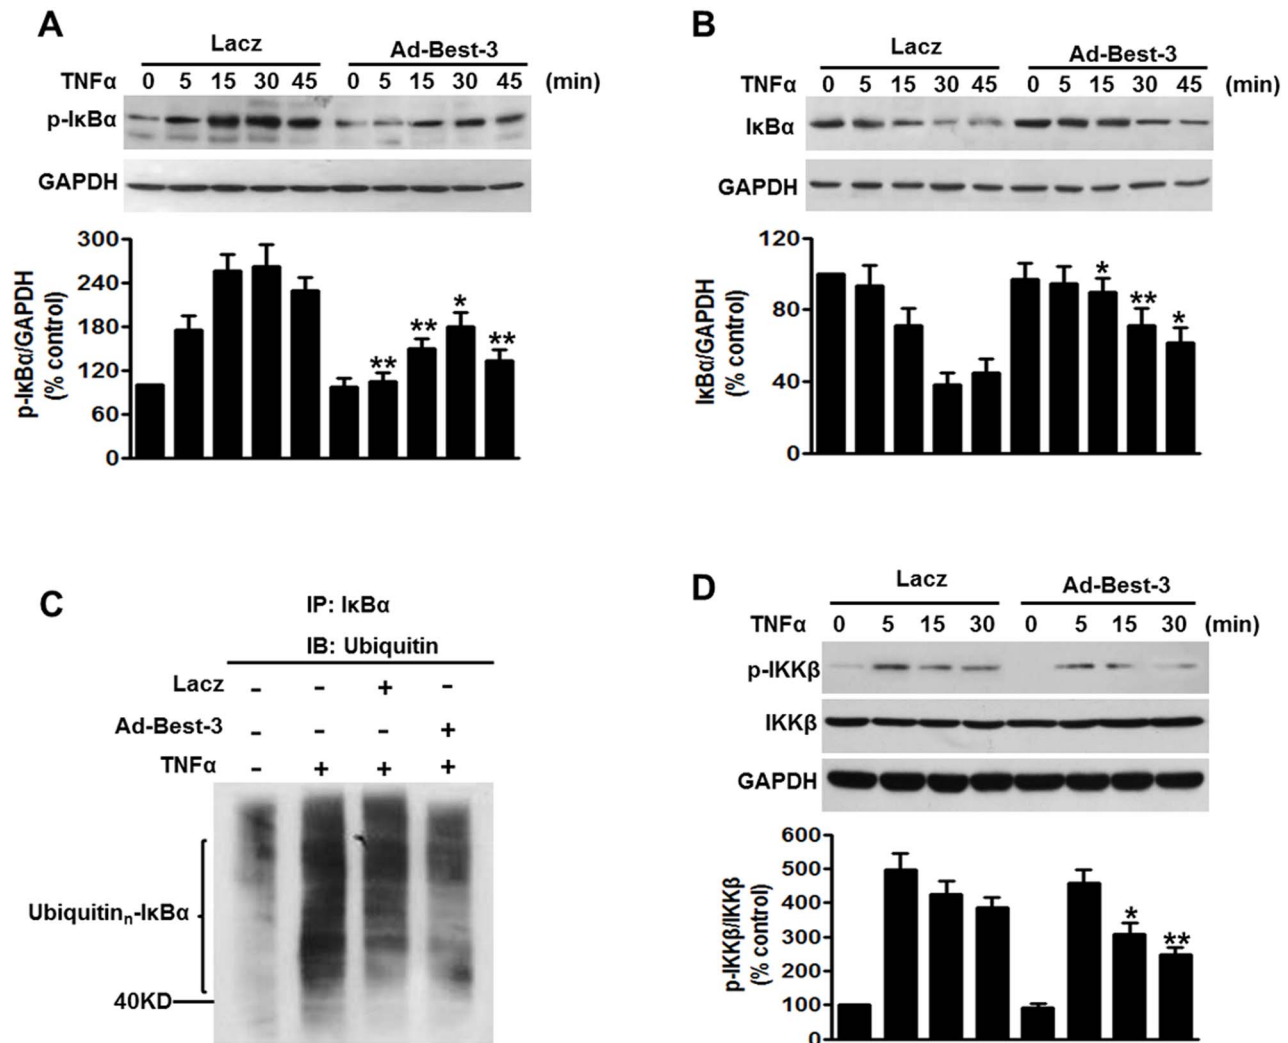 A
Lacz Ad-Best-3
TNFα 0 5 15 30 45 0 5 15 30 45 (min)
p-IκBα
GAPDH
300
240
180
120
60
0
p-IκBα/GAPDH
(% control)
** ** * **
B
Lacz Ad-Best-3
TNFα 0 5 15 30 45 0 5 15 30 45 (min)
IκBα
GAPDH
120
80
40
0
IκBα/GAPDH
(% control)
* ** *
C
IP: IκBα
IB: Ubiquitin
Lacz - - + -
Ad-Best-3 - - - +
TNFα - + + +
Ubiquitinn-IκBα
40KD
D
Lacz Ad-Best-3
TNFα 0 5 15 30 0 5 15 30 (min)
p-IKKβ
IKKβ
GAPDH
600
500
400
300
200
100
0
p-IKKβ/IKKβ
(% control)
* **